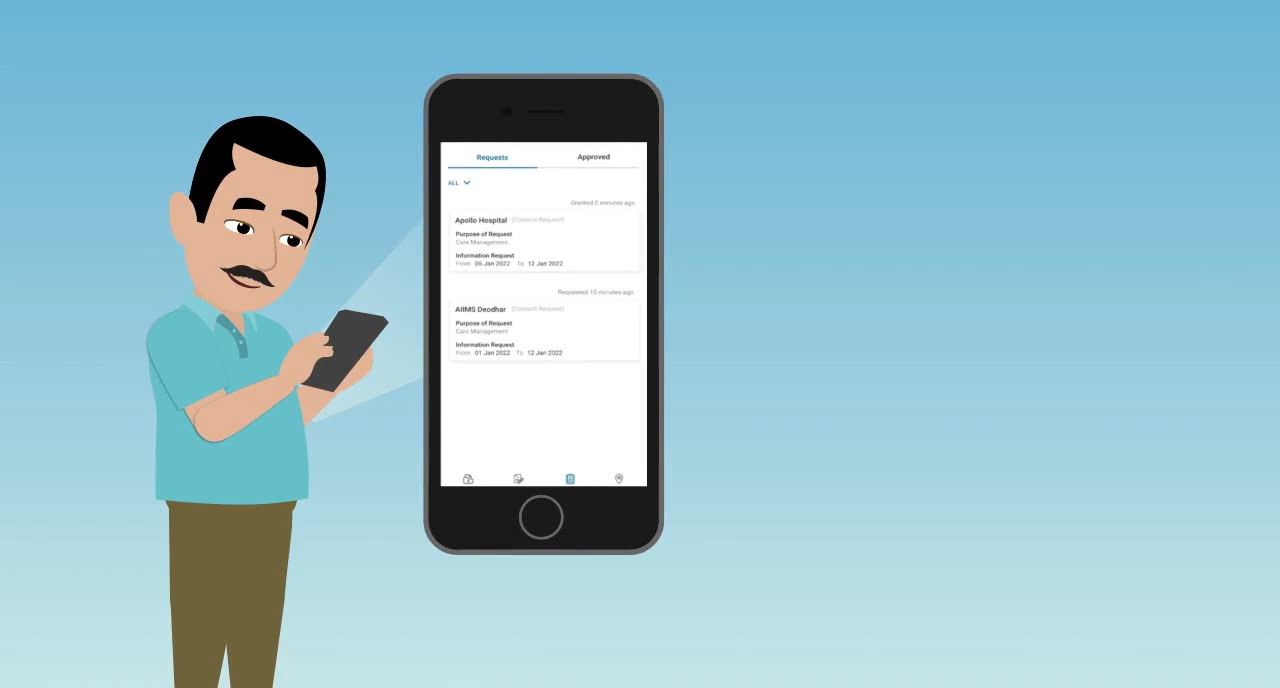 Requests Approved
ALL
Granted 0 minutes ago
Apollo Hospital (Consent Request)
Purpose of Request
Care Management
Information Request
From 05 Jan 2022 To 12 Jan 2022
Requested 10 minutes ago
AIIMS Deodhar (Consent Request)
Purpose of Request
Care Management
Information Request
From 01 Jan 2022 To 12 Jan 2022